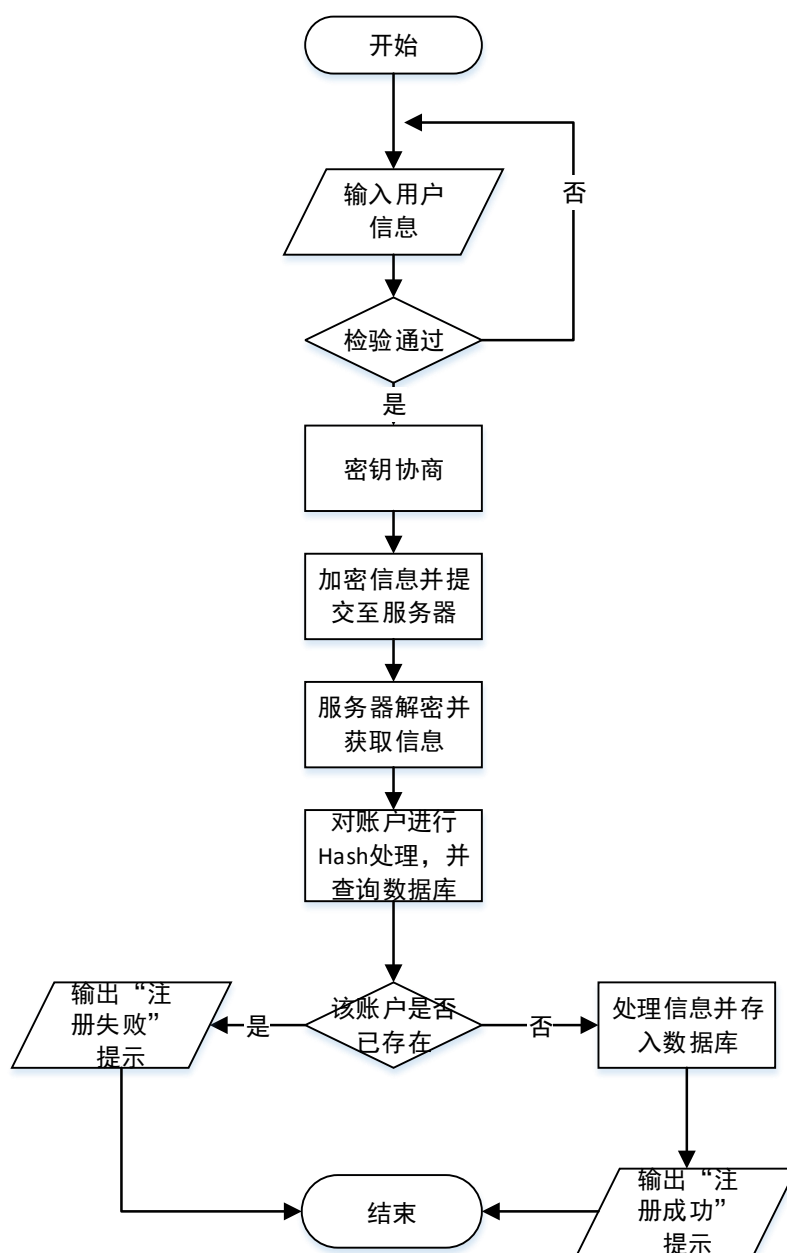 开始
输入用户
信息
否
检验通过
是
密钥协商
加密信息并提
交至服务器
服务器解密并
获取信息
对账户进行
Hash处理，并
查询数据库
输出“注
册失败”
提示
是
该账户是否
已存在
否
处理信息并存
入数据库
结束
输出“注
册成功”
提示